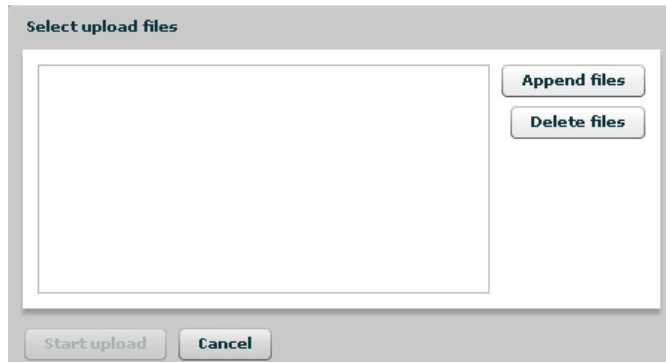 Select upload files
Append files
Delete files
Start upload
Cancel